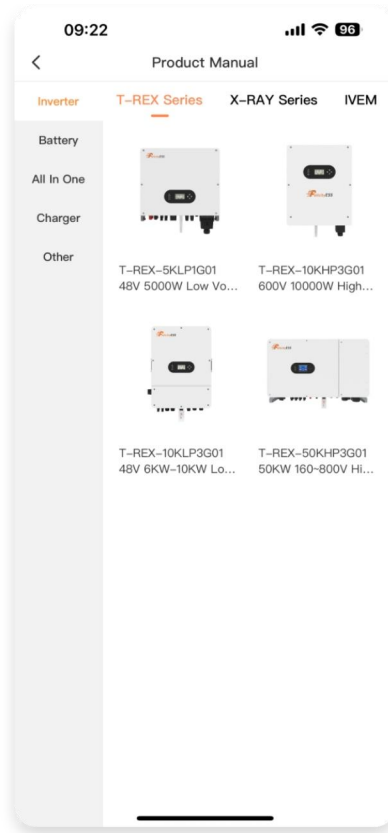 09:22
96
Product Manual
Inverter
T-REX Series
X-RAY Series
IVEM
Battery
All In One
Charger
Other
T-REX-5KLP1G01
48V 5000W Low Vo...
T-REX-10KHP3G01
600V 10000W High...
T-REX-10KLP3G01
48V 6KW-10KW Lo...
T-REX-50KHP3G01
50KW 160~800V Hi...